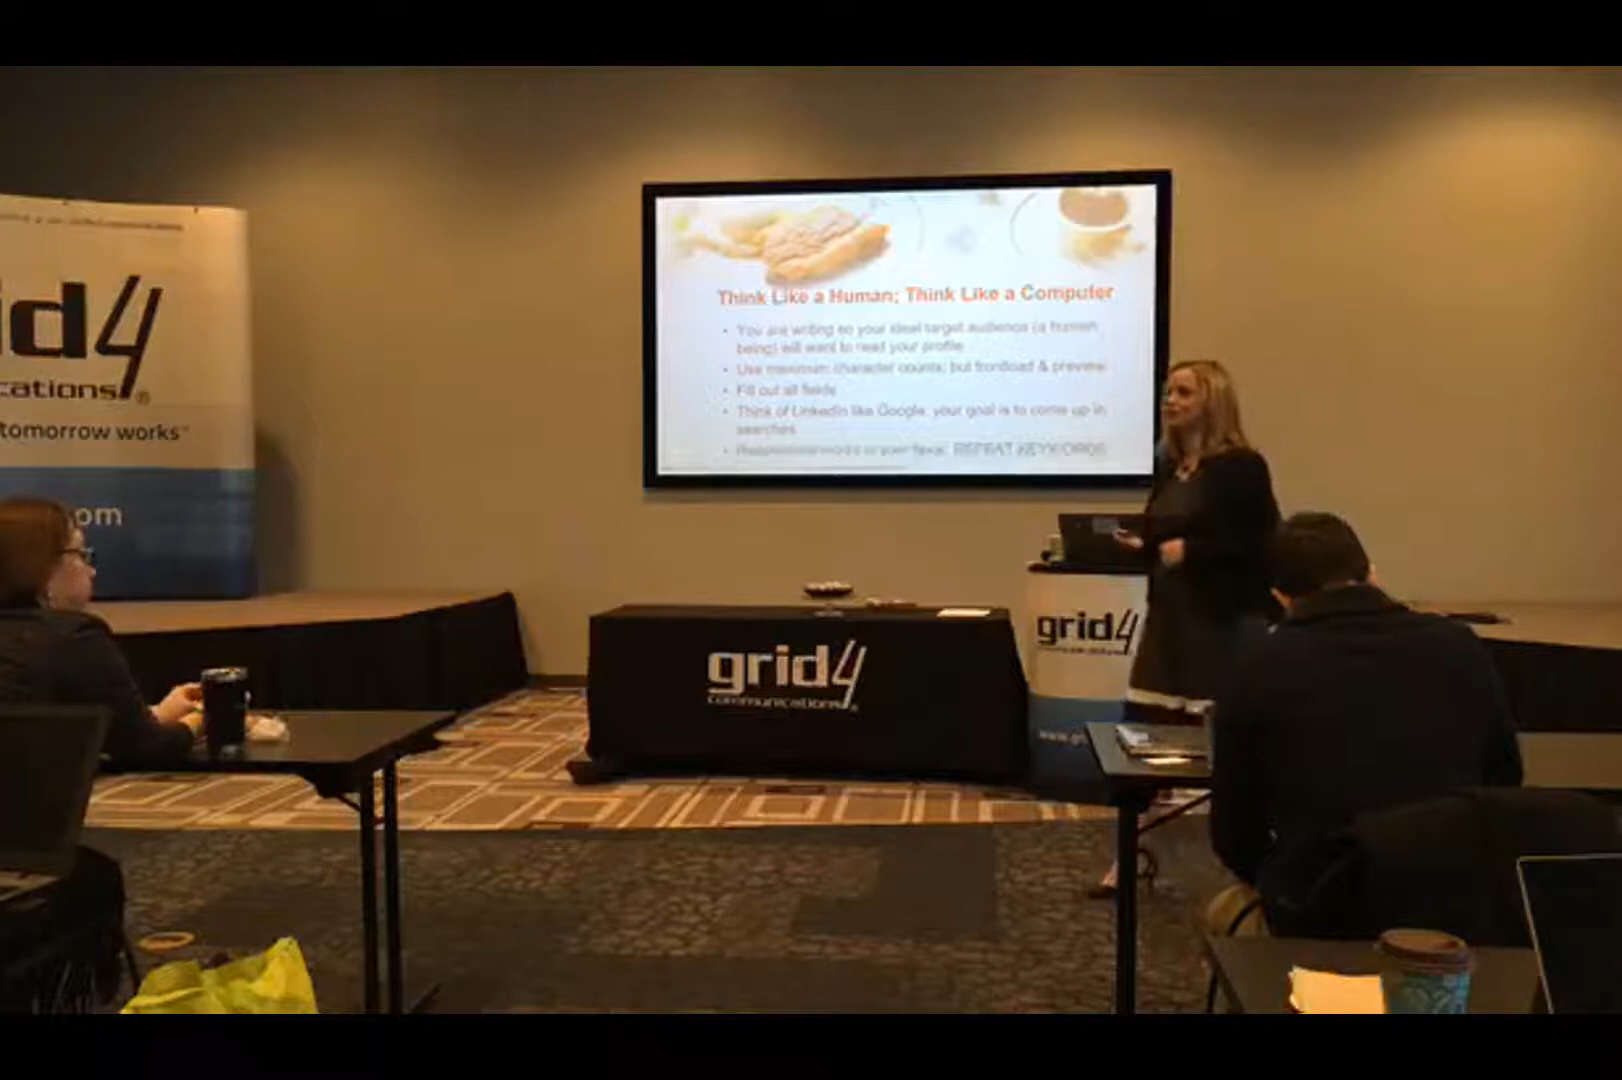 id4
cations®
tomorrow works
.com
Think Like a Human; Think Like a Computer
• You are writing so your ideal target audience (a human
being) will want to read your profile
• Use maximum character counts, but frontload & preview
• Fill out all fields
• Think of LinkedIn like Google, your goal is to come up in
searches
REPEAT KEYWORDS
grid4
communications®
grid4
www.g